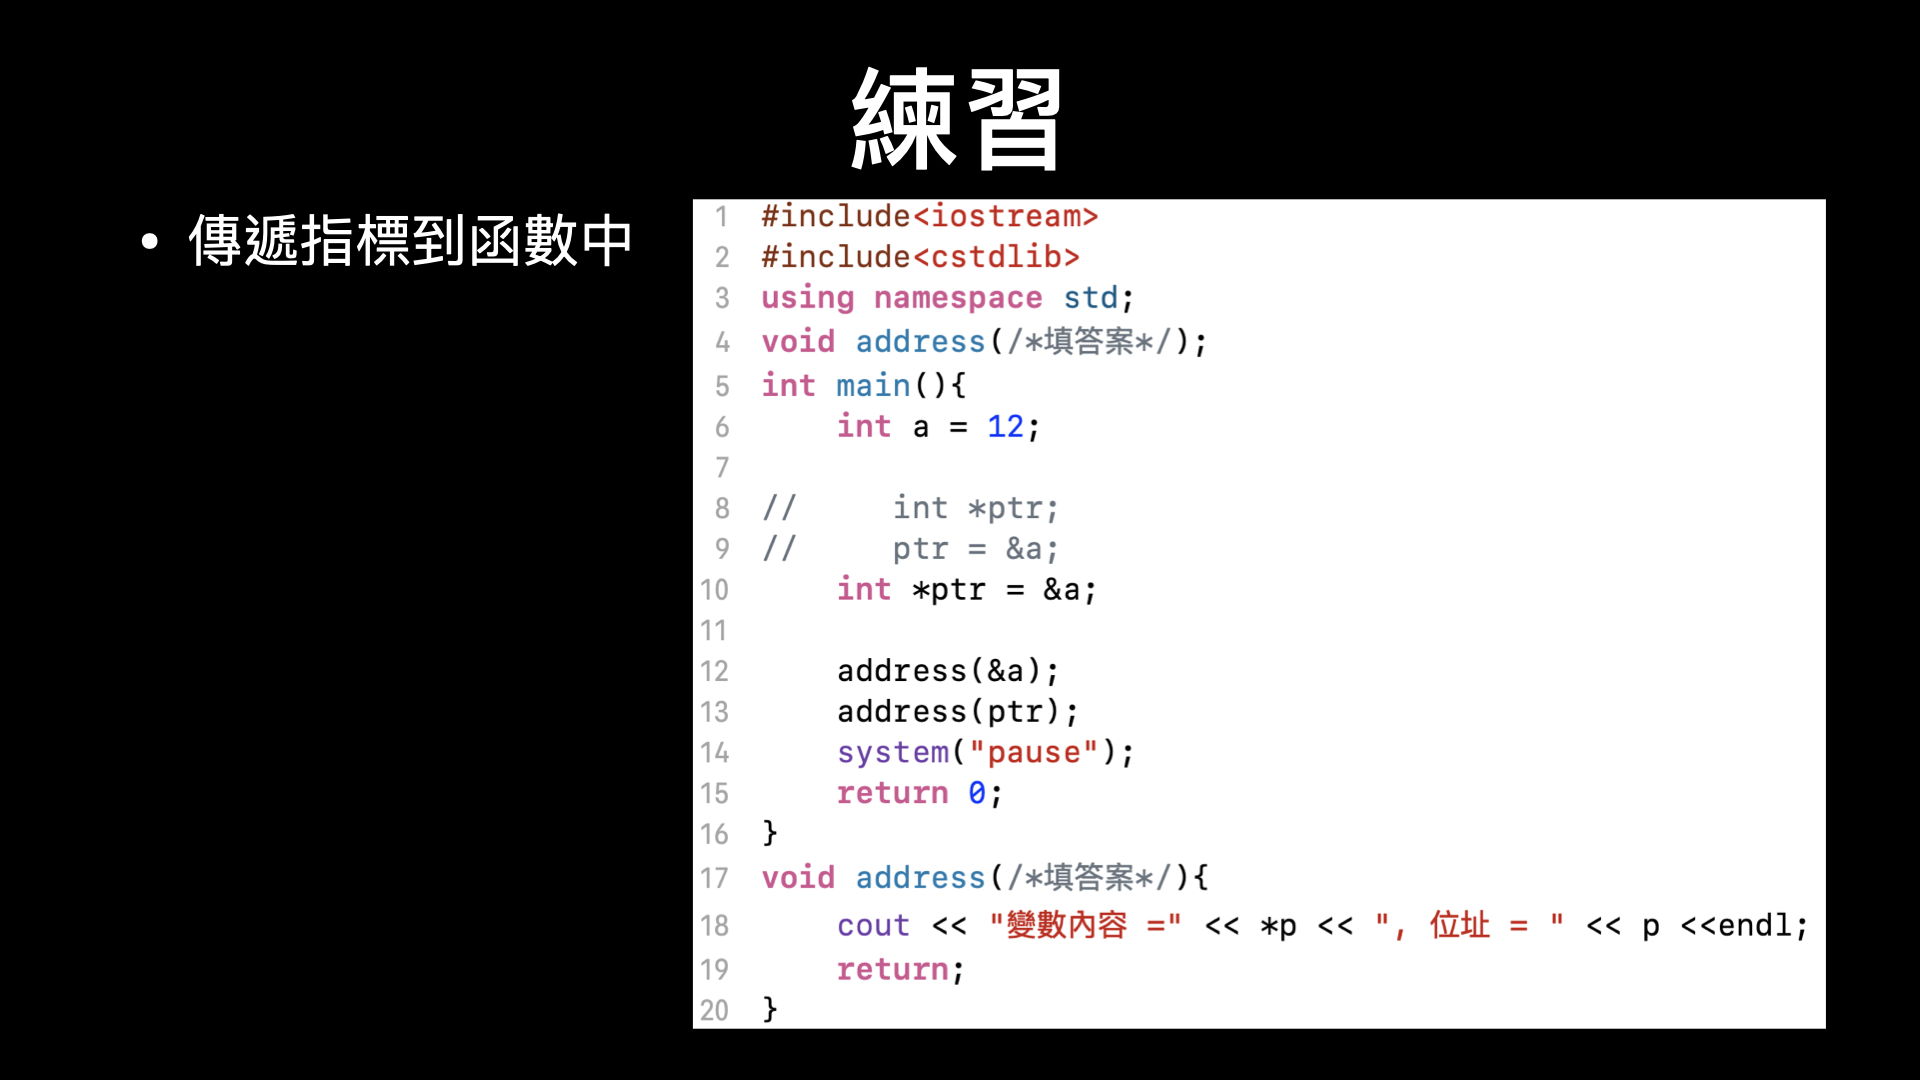 練習
• 傳遞指標到函數中
1 #include<iostream>
2 #include<cstdlib>
3 using namespace std;
4 void address(/*填答案*/);
5 int main(){
6     int a = 12;
7
8 //     int *ptr;
9 //     ptr = &a;
10     int *ptr = &a;
11
12     address(&a);
13     address(ptr);
14     system("pause");
15     return 0;
16 }
17 void address(/*填答案*/){
18     cout << "變數內容 =" << *p << ", 位址 = " << p <<endl;
19     return;
20 }